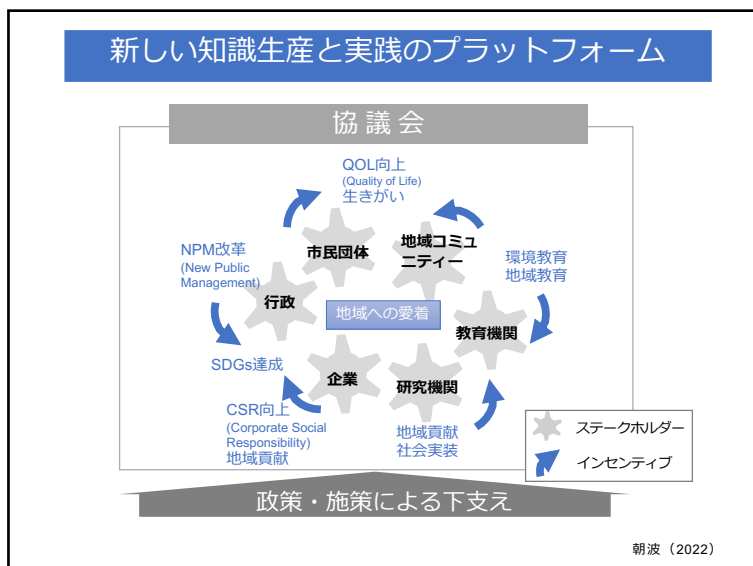 新しい知識生産と実践のプラットフォーム
協議会
QOL向上
(Quality of Life)
生きがい
市民団体
地域コミュ
ニティー
NPM改革
(New Public
Management)
環境教育
地域教育
行政
地域への愛着
教育機関
SDGs達成
企業
研究機関
CSR向上
(Corporate Social
Responsibility)
地域貢献
地域貢献
社会実装
ステークホルダー
インセンティブ
政策・施策による下支え
朝波（2022）